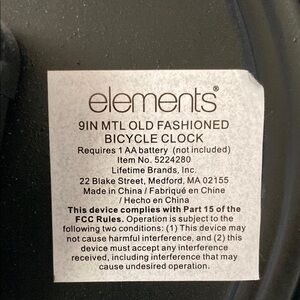 elements®
9IN MTL OLD FASHIONED
BICYCLE CLOCK
Requires 1 AA battery (not included)
Item No. 5224280
Lifetime Brands, Inc.
22 Blake Street, Medford, MA 02155
Made in China / Fabriqué en Chine
/ Hecho en China
This device complies with Part 15 of the
FCC Rules. Operation is subject to the
following two conditions: (1) This device may
not cause harmful interference, and (2) this
device must accept any interference
received, including interference that may
cause undesired operation.